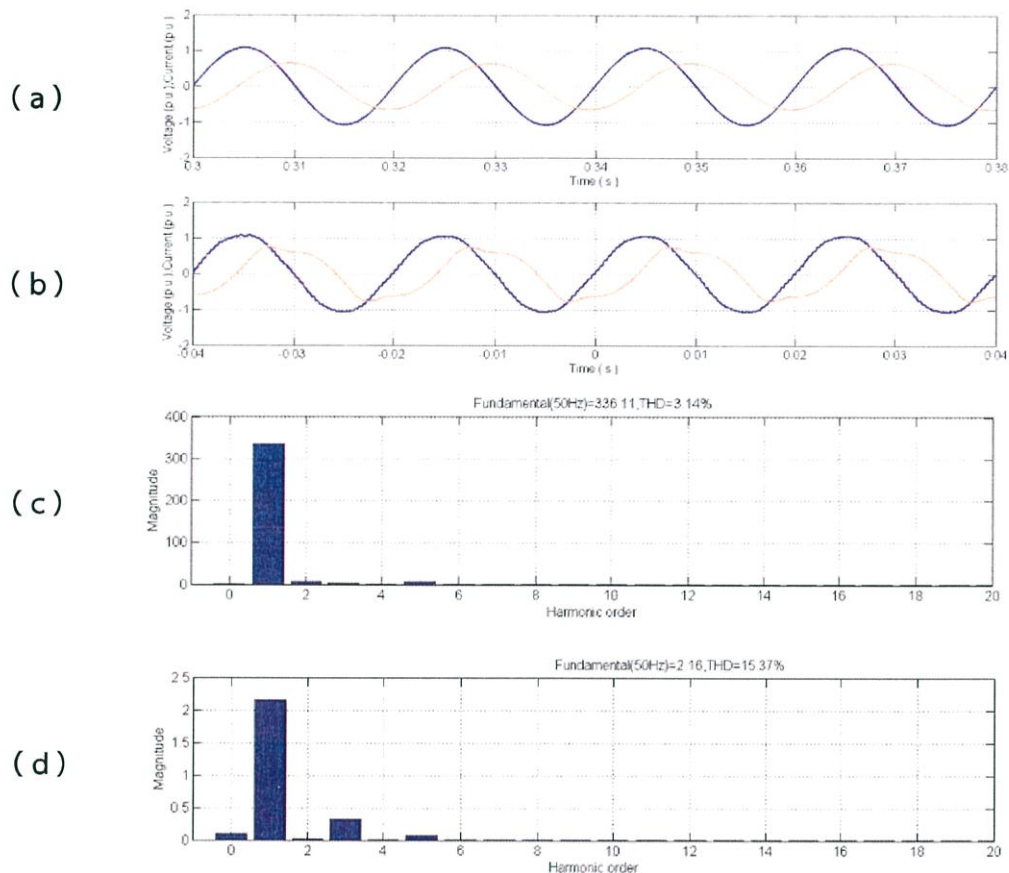 (a)
Voltage (p u ),Current (p u )
2
1
0
-1
-2
0.3 0.31 0.32 0.33 0.34 0.35 0.36 0.37 0.38
Time ( s )
(b)
Voltage (p u ),Current (p u )
2
1
0
-1
-2
-0.04 -0.03 -0.02 -0.01 0 0 01 0 02 0 03 0 04
Time ( s )
(c)
Fundamental(50Hz)=336 11,THD=3 14%
Magnitude
400
300
200
100
0
0 2 4 6 8 10 12 14 16 18 20
Harmonic order
(d)
Fundamental(50Hz)=2 16,THD=15 37%
Magnitude
2 5
2
1 5
1
0 5
0
0 2 4 6 8 10 12 14 16 18 20
Harmonic order